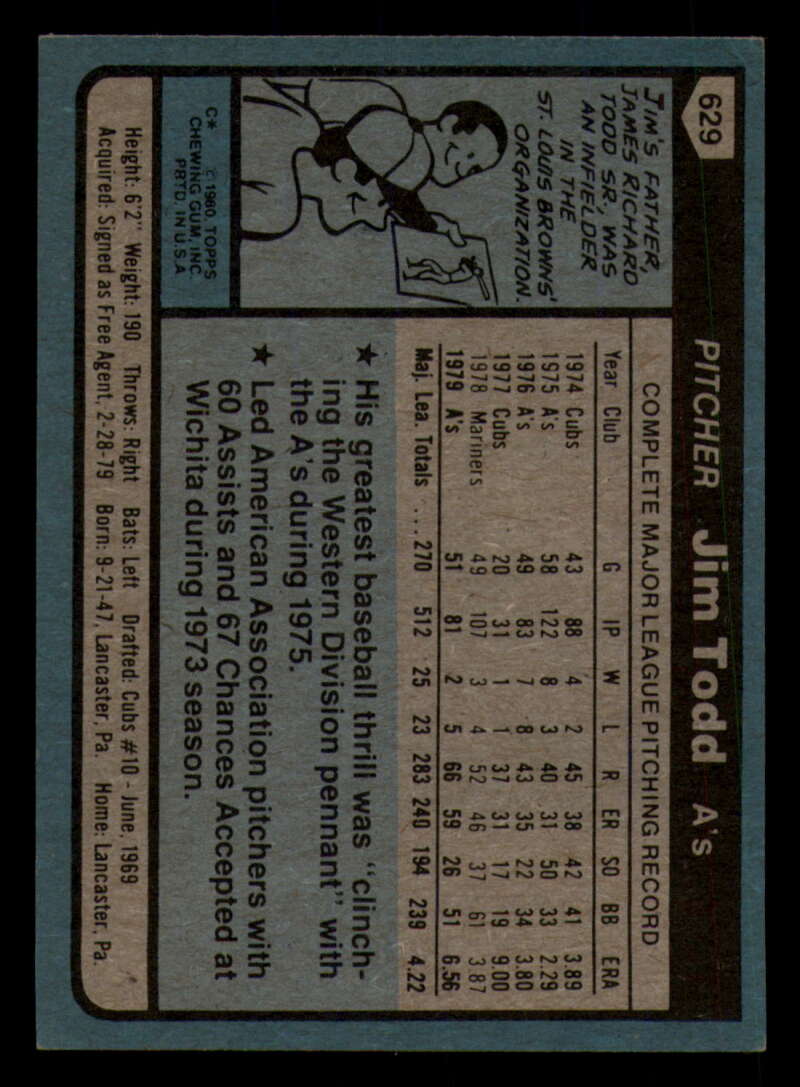 629
PITCHER Jim Todd A's
JIM'S FATHER,
JAMES RICHARD
TODD SR., WAS
AN INFIELDER
IN THE
ST. LOUIS BROWNS'
ORGANIZATION.
C* ©1980, TOPPS
CHEWING GUM, INC.
PRTD. IN U.S.A
COMPLETE MAJOR LEAGUE PITCHING RECORD
Year Club G IP W L R ER SO BB ERA
1974 Cubs 43 88 4 2 45 38 42 41 3.89
1975 A's 58 122 8 3 40 31 50 33 2.29
1976 A's 49 83 7 8 43 35 22 34 3.80
1977 Cubs 20 31 1 1 37 31 17 19 9.00
1978 Mariners 49 107 3 4 52 46 37 61 3.87
1979 A's 51 81 2 5 66 59 26 51 6.56
Maj. Lea. Totals ... 270 512 25 23 283 240 194 239 4.22
★ His greatest baseball thrill was "clinch-
ing the Western Division pennant" with
the A's during 1975.
★ Led American Association pitchers with
60 Assists and 67 Chances Accepted at
Wichita during 1973 season.
Height: 6'2" Weight: 190 Throws: Right Bats: Left Drafted: Cubs #10 - June, 1969
Acquired: Signed as Free Agent, 2-28-79 Born: 9-21-47, Lancaster, Pa. Home: Lancaster, Pa.